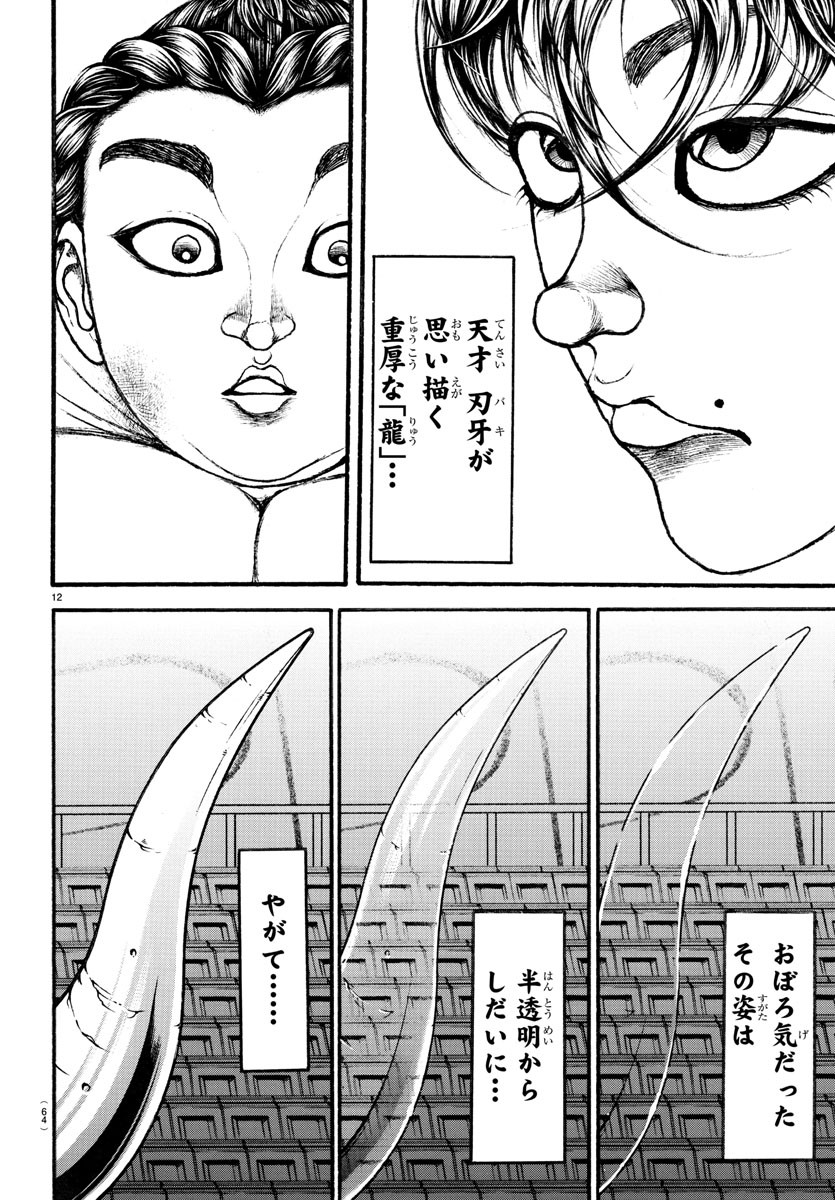 天才 刃牙が
思い描く
重厚な「龍」…
12
おぼろ気だった
その姿は
半透明から
しだいに…
やがて……
(64)